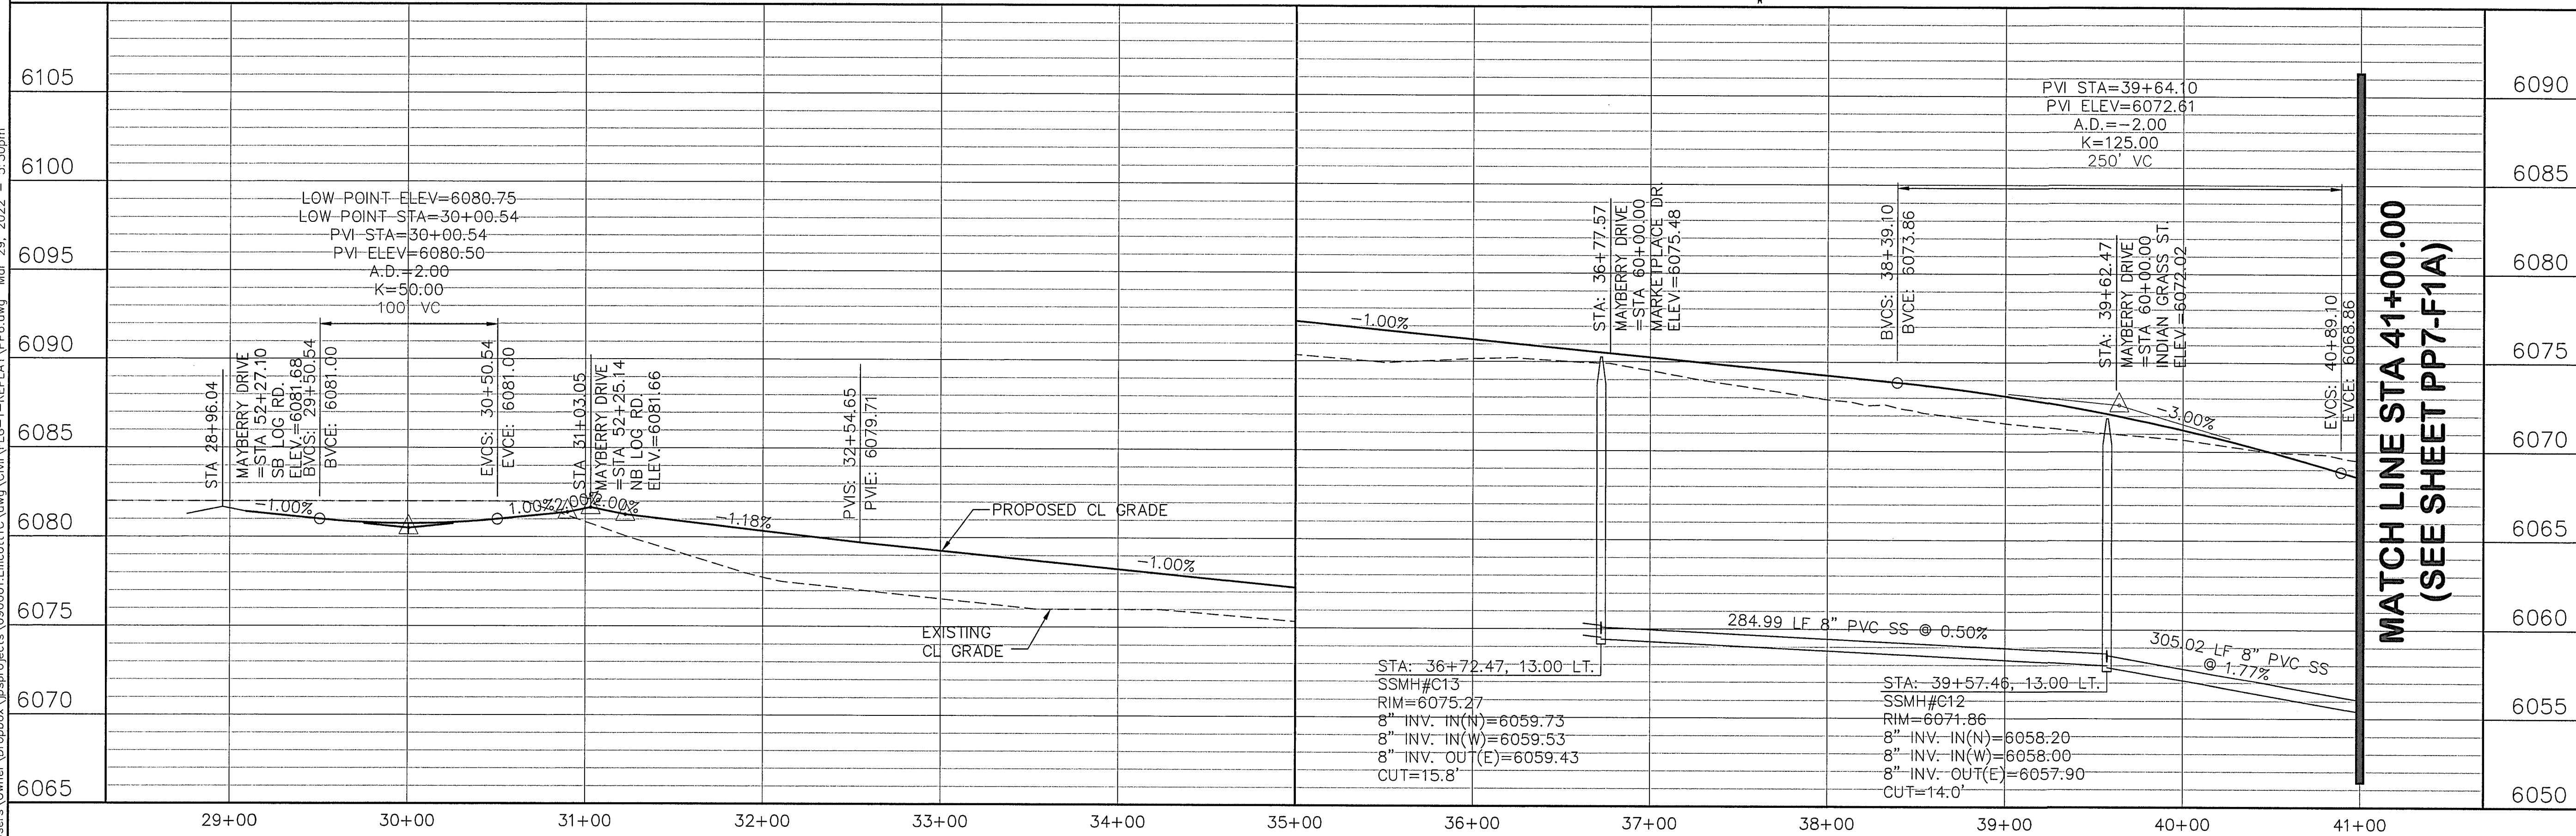 6105
6100
6095
6090
6085
6080
6075
6070
6065
LOW POINT ELEV=6080.75
LOW POINT STA=30+00.54
PVI STA=30+00.54
PVI ELEV=6080.50
A.D.=2.00
K=50.00
100' VC
STA 28+96.04
MAYBERRY DRIVE
=STA 52+27.10
SB LOG RD.
ELEV.=6081.68
BVCS: 29+50.54
BVCE: 6081.00
EVCS: 30+50.54
EVCE: 6081.00
STA 31+03.05
MAYBERRY DRIVE
=STA 52+25.14
NB LOG RD.
ELEV.=6081.66
PVIS: 32+54.65
PVIE: 6079.71
-1.00%
1.00%
2.00%
-2.00%
-1.18%
-1.00%
PROPOSED CL GRADE
EXISTING
CL GRADE
-1.00%
STA: 36+77.57
MAYBERRY DRIVE
=STA 60+00.00
MARKETPLACE DR.
ELEV.=6075.48
BVCS: 38+39.10
BVCE: 6073.86
PVI STA=39+64.10
PVI ELEV=6072.61
A.D.=-2.00
K=125.00
250' VC
STA: 39+62.47
MAYBERRY DRIVE
=STA 60+00.00
INDIAN GRASS ST.
ELEV.=6072.02
-3.00%
EVCS: 40+89.10
EVCE: 6068.86
284.99 LF 8" PVC SS @ 0.50%
305.02 LF 8" PVC SS
@ 1.77%
STA: 36+72.47, 13.00 LT.
SSMH#C13
RIM=6075.27
8" INV. IN(N)=6059.73
8" INV. IN(W)=6059.53
8" INV. OUT(E)=6059.43
CUT=15.8'
STA: 39+57.46, 13.00 LT.
SSMH#C12
RIM=6071.86
8" INV. IN(N)=6058.20
8" INV. IN(W)=6058.00
8" INV. OUT(E)=6057.90
CUT=14.0'
MATCH LINE STA 41+00.00
(SEE SHEET PP7-F1A)
6090
6085
6080
6075
6070
6065
6060
6055
6050
29+00
30+00
31+00
32+00
33+00
34+00
35+00
36+00
37+00
38+00
39+00
40+00
41+00